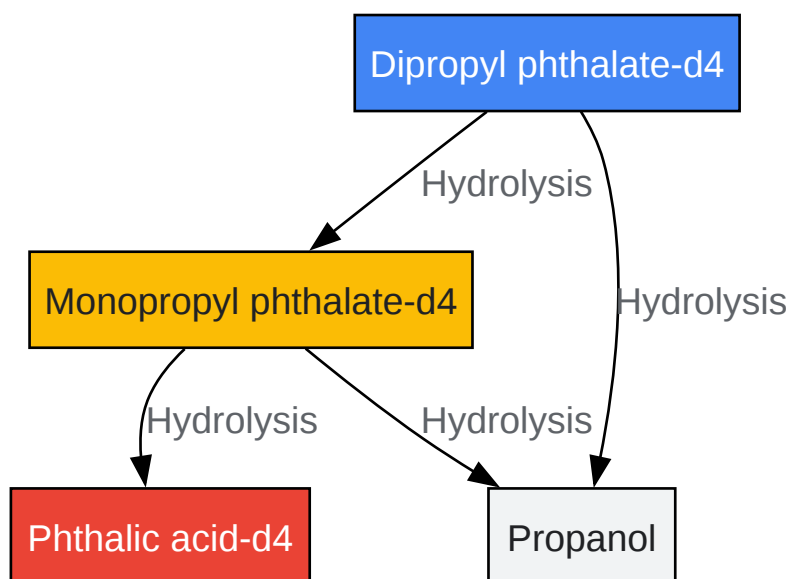 Dipropyl phthalate-d4
Hydrolysis
Monopropyl phthalate-d4
Hydrolysis
Hydrolysis
Hydrolysis
Phthalic acid-d4
Propanol